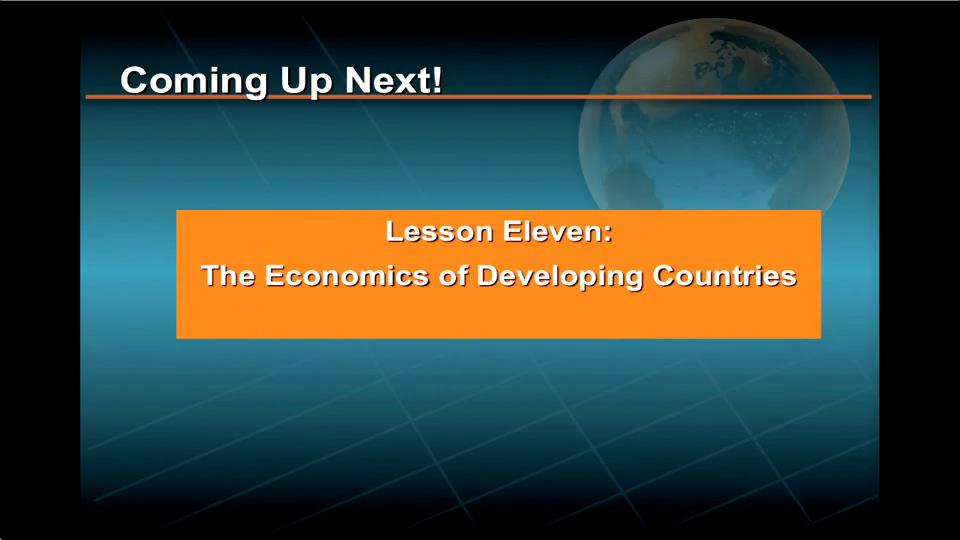 Coming Up Next!
Lesson Eleven:
The Economics of Developing Countries